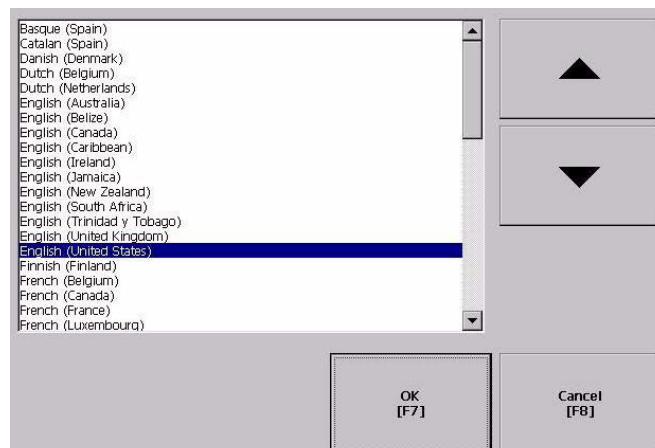 Basque (Spain)
Catalan (Spain)
Danish (Denmark)
Dutch (Belgium)
Dutch (Netherlands)
English (Australia)
English (Belize)
English (Canada)
English (Caribbean)
English (Ireland)
English (Jamaica)
English (New Zealand)
English (South Africa)
English (Trinidad y Tobago)
English (United Kingdom)
English (United States)
Finnish (Finland)
French (Belgium)
French (Canada)
French (France)
French (Luxembourg)
OK
[F7]
Cancel
[F8]